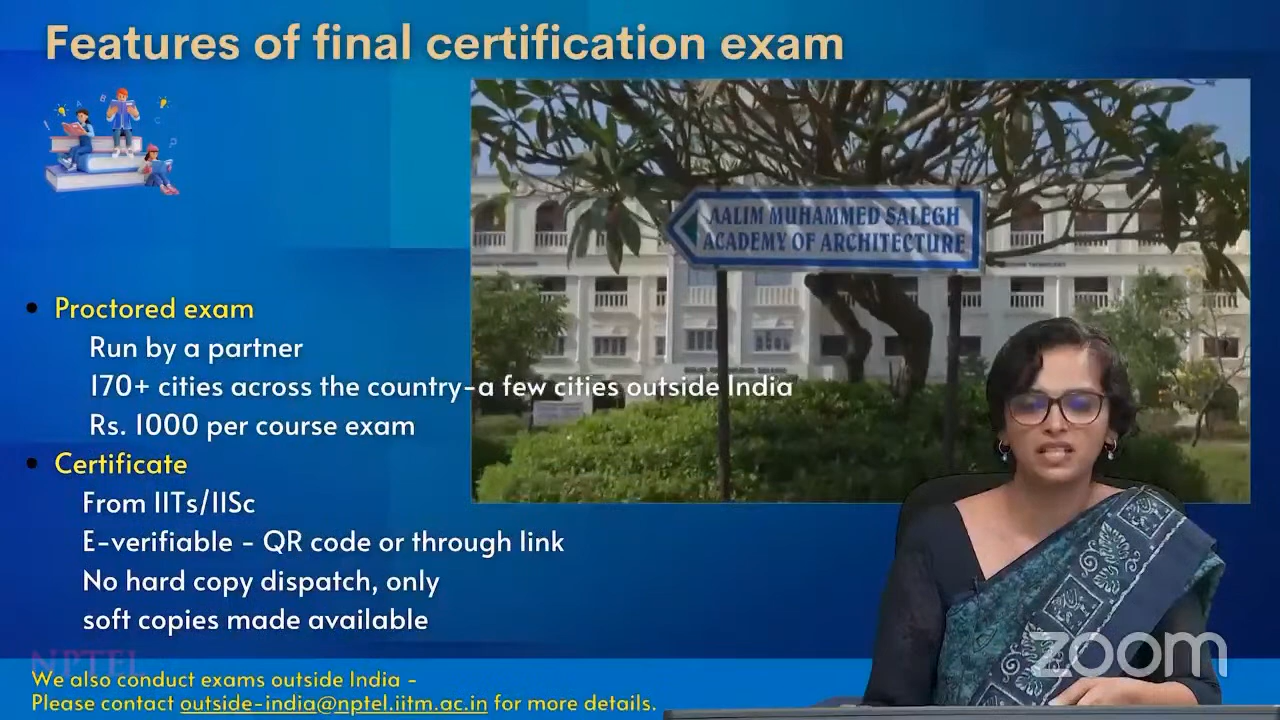 Features of final certification exam
AALIM MUHAMMED SALEGH
ACADEMY OF ARCHITECTURE
Proctored exam
Run by a partner
170+ cities across the country-a few cities outside India
Rs. 1000 per course exam
Certificate
From IITs/IISc
E-verifiable - QR code or through link
No hard copy dispatch, only
soft copies made available
NPTEL
We also conduct exams outside India -
Please contact outside-india@nptel.iitm.ac.in for more details.
zoom